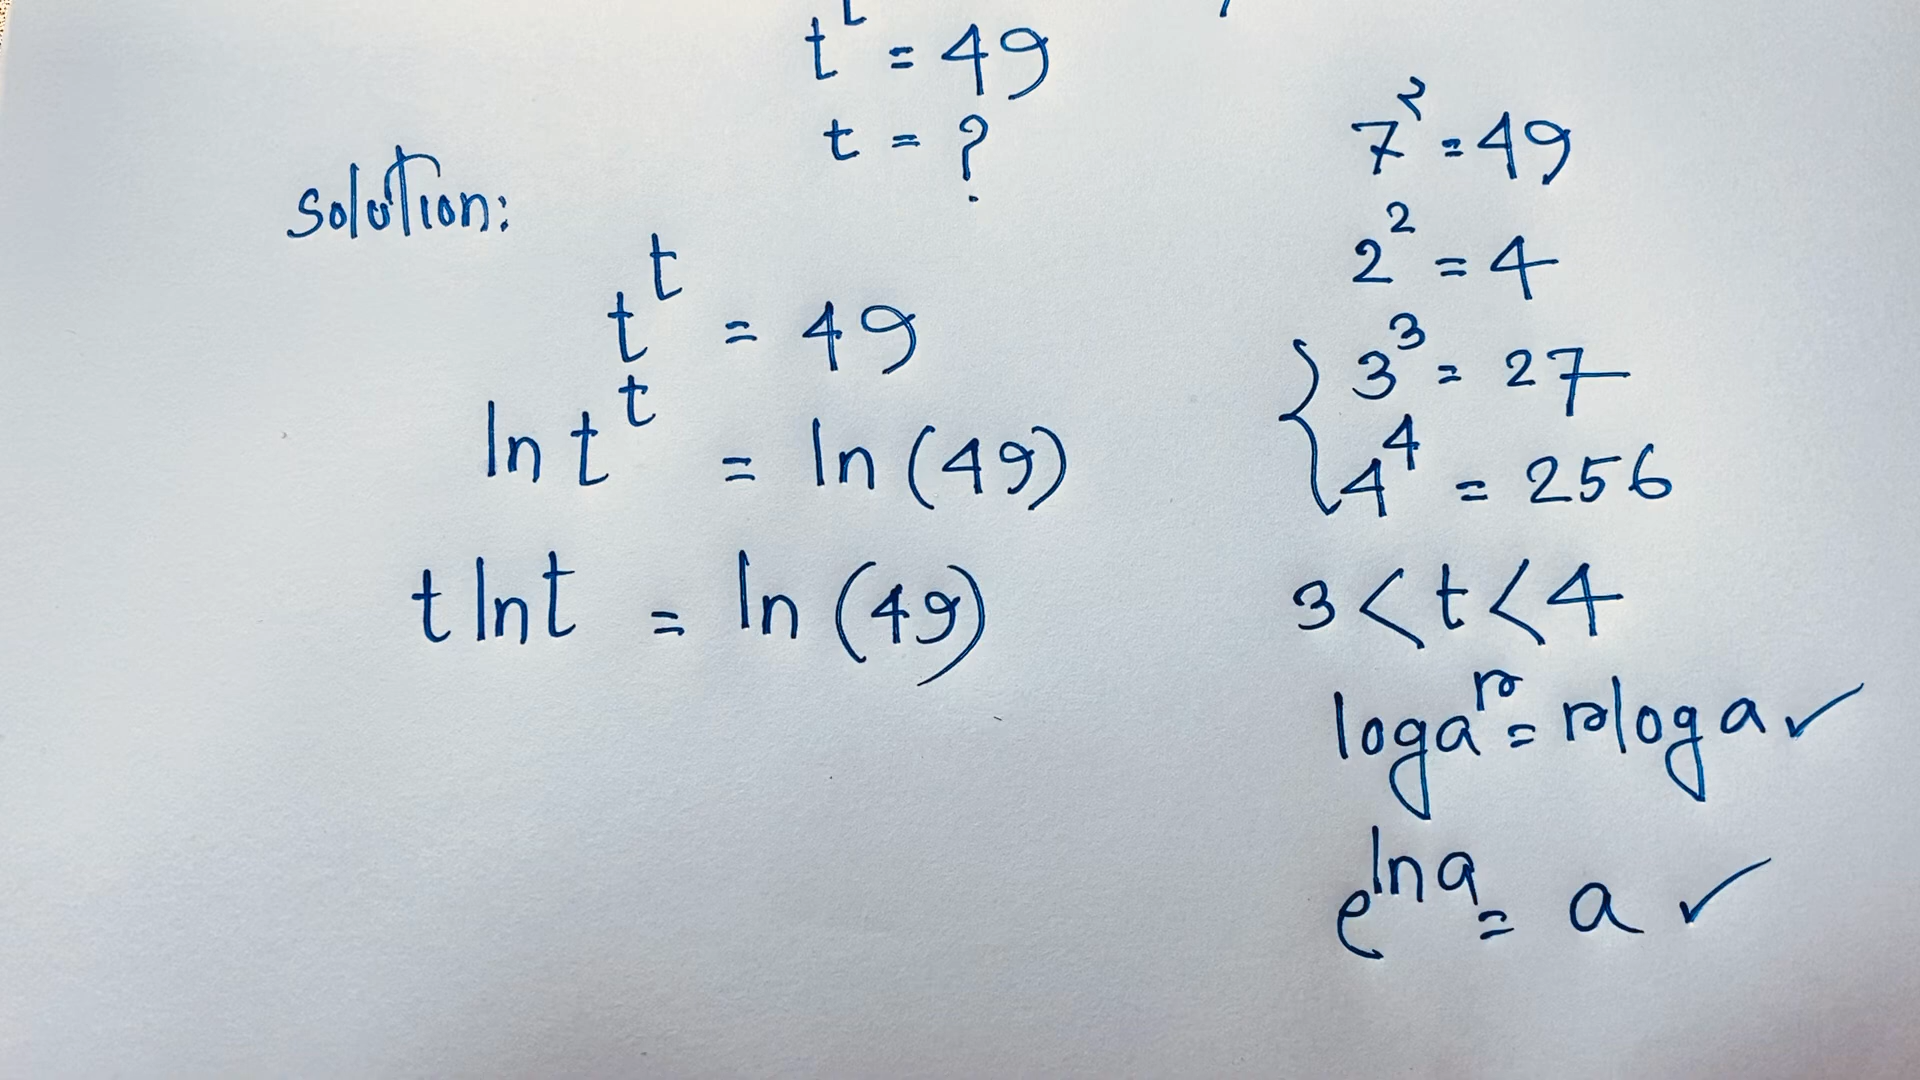 t^t = 49
t = ?
Solution:
t^t = 49
ln t^t = ln (49)
t ln t = ln (49)
7^2 = 49
2^2 = 4
3^3 = 27
4^4 = 256
3 < t < 4
log a^n = n log a ✓
e^ln a = a ✓